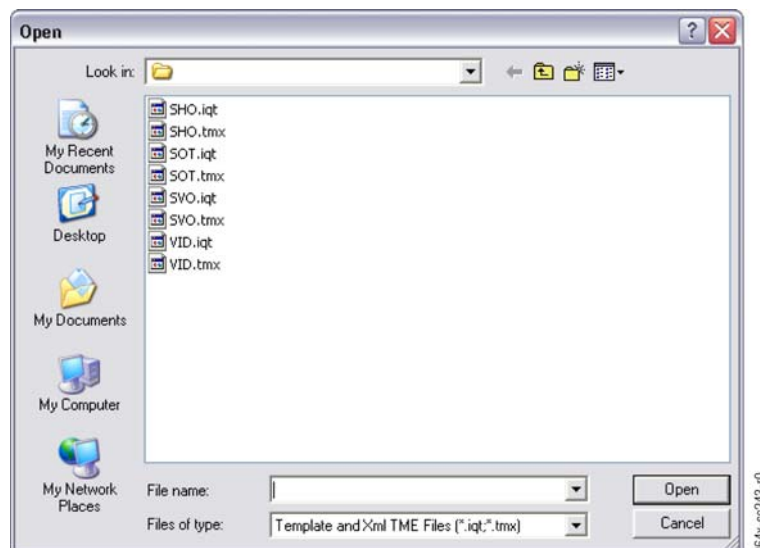 Open
Look in:
SHO.iqt
SHO.tmx
SOT.iqt
SOT.tmx
SVO.iqt
SVO.tmx
VID.iqt
VID.tmx
My Recent
Documents
Desktop
My Documents
My Computer
My Network
Places
File name:
Open
Files of type:
Template and Xml TME Files (*.iqt;*.tmx)
Cancel